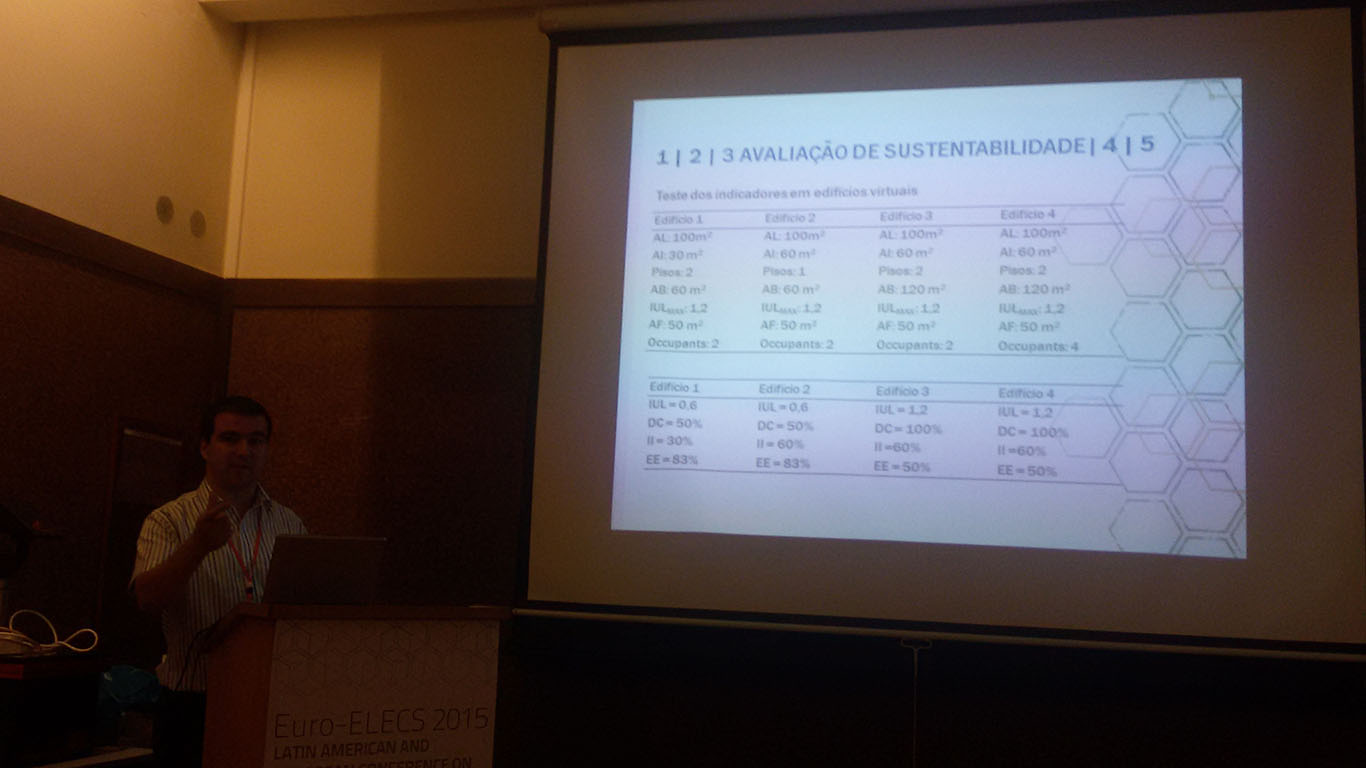 1 | 2 | 3 AVALIAÇÃO DE SUSTENTABILIDADE | 4 | 5
Teste dos indicadores em edifícios virtuais
Edifício 1 Edifício 2 Edifício 3 Edifício 4
AL: 100m² AL: 100m² AL: 100m² AL: 100m²
AI: 30 m² AI: 60 m² AI: 60 m² AI: 60 m²
Pisos: 2 Pisos: 1 Pisos: 2 Pisos: 2
AB: 60 m² AB: 60 m² AB: 120 m² AB: 120 m²
IULMAX: 1,2 IULMAX: 1,2 IULMAX: 1,2 IULMAX: 1,2
AF: 50 m² AF: 50 m² AF: 50 m² AF: 50 m²
Occupants: 2 Occupants: 2 Occupants: 2 Occupants: 4
Edifício 1 Edifício 2 Edifício 3 Edifício 4
IUL = 0,6 IUL = 0,6 IUL = 1,2 IUL = 1,2
DC = 50% DC = 50% DC = 100% DC = 100%
II = 30% II = 60% II =60% II =60%
EE = 83% EE = 83% EE = 50% EE = 50%
Euro-ELECS 2015
LATIN AMERICAN AND
CONFERENCE ON